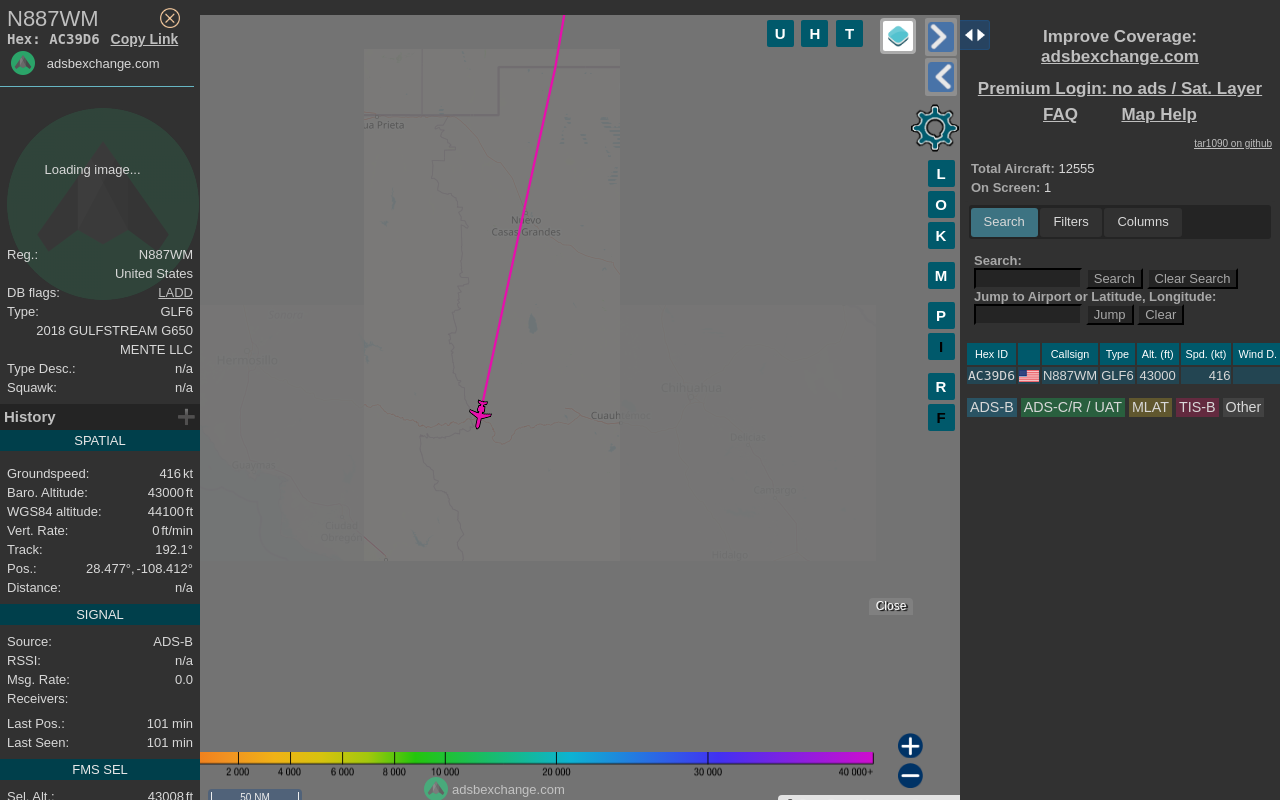 N887WM
Hex: AC39D6 Copy Link
adsbexchange.com
Loading image...
Reg.: N887WM
United States
DB flags: LADD
Type: GLF6
2018 GULFSTREAM G650
MENTE LLC
Type Desc.: n/a
Squawk: n/a
History
SPATIAL
Groundspeed: 416 kt
Baro. Altitude: 43000 ft
WGS84 altitude: 44100 ft
Vert. Rate: 0 ft/min
Track: 192.1°
Pos.: 28.477°, -108.412°
Distance: n/a
SIGNAL
Source: ADS-B
RSSI: n/a
Msg. Rate: 0.0
Receivers:
Last Pos.: 101 min
Last Seen: 101 min
FMS SEL
Sel. Alt.: 43008 ft
U H T
ua Prieta
Nuevo
Casas Grandes
Hermosillo
Chihuahua
Cuauh
Ciudad
Obregón
L
O
K
M
P
I
R
F
Close
2 000 4 000 6 000 8 000 10 000 20 000 30 000 40 000+
adsbexchange.com
50 NM
Improve Coverage:
adsbexchange.com
Premium Login: no ads / Sat. Layer
FAQ Map Help
tar1090 on github
Total Aircraft: 12555
On Screen: 1
Search Filters Columns
Search:
Search Clear Search
Jump to Airport or Latitude, Longitude:
Jump Clear
Hex ID Callsign Type Alt. (ft) Spd. (kt) Wind D.
AC39D6 N887WM GLF6 43000 416
ADS-B ADS-C/R / UAT MLAT TIS-B Other